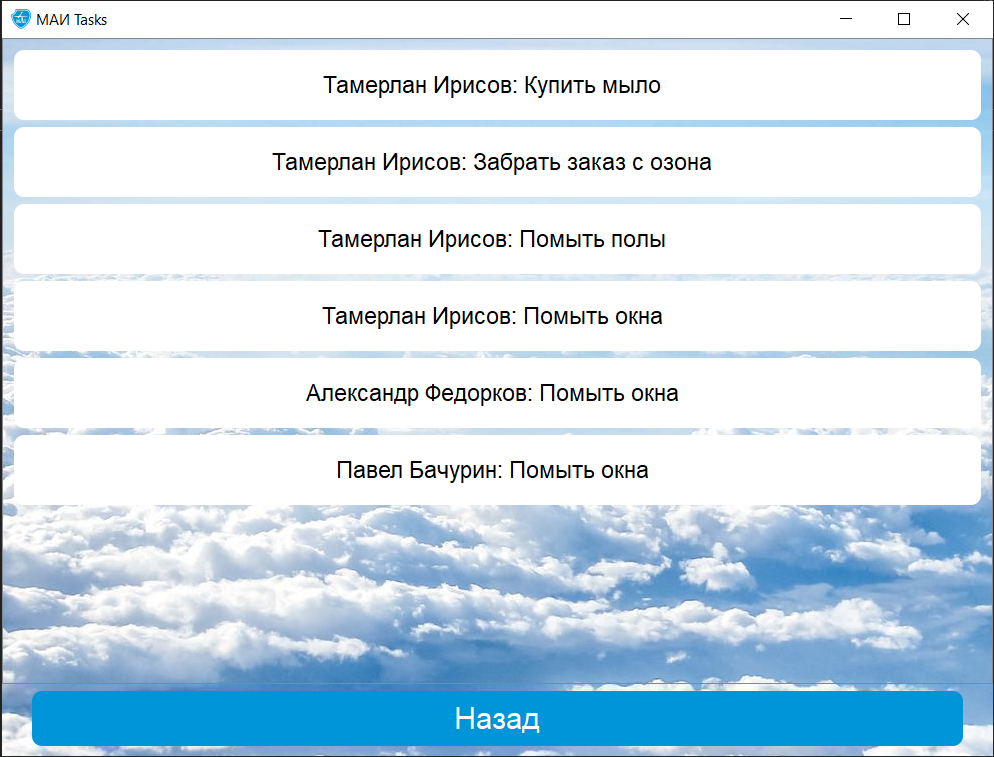 МАИ Tasks
Тамерлан Ирисов: Купить мыло
Тамерлан Ирисов: Забрать заказ с озона
Тамерлан Ирисов: Помыть полы
Тамерлан Ирисов: Помыть окна
Александр Федорков: Помыть окна
Павел Бачурин: Помыть окна
Назад